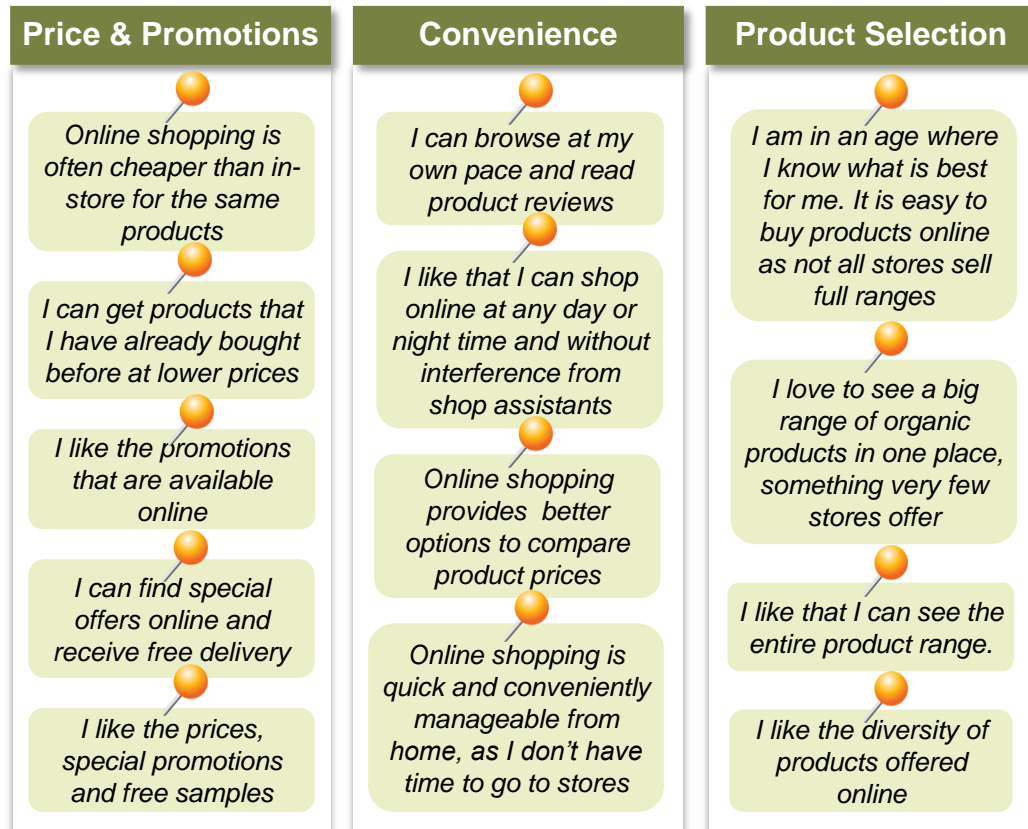 Price & Promotions
Online shopping is
often cheaper than in-
store for the same
products
I can get products that
I have already bought
before at lower prices
I like the promotions
that are available
online
I can find special
offers online and
receive free delivery
I like the prices,
special promotions
and free samples
Convenience
I can browse at my
own pace and read
product reviews
I like that I can shop
online at any day or
night time and without
interference from
shop assistants
Online shopping
provides  better
options to compare
product prices
Online shopping is
quick and conveniently
manageable from
home, as I don’t have
time to go to stores
Product Selection
I am in an age where
I know what is best
for me. It is easy to
buy products online
as not all stores sell
full ranges
I love to see a big
range of organic
products in one place,
something very few
stores offer
I like that I can see the
entire product range.
I like the diversity of
products offered
online